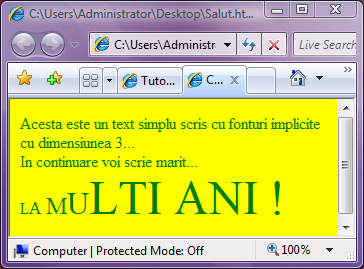 C:\Users\Administrator\Desktop\Salut.ht...
C:\Users\Administra
Live Search
Tuto...
C...
Acesta este un text simplu scris cu fonturi implicite
cu dimensiunea 3...
In continuare voi scrie marit...
LA MULTI ANI !
Computer | Protected Mode: Off
100%